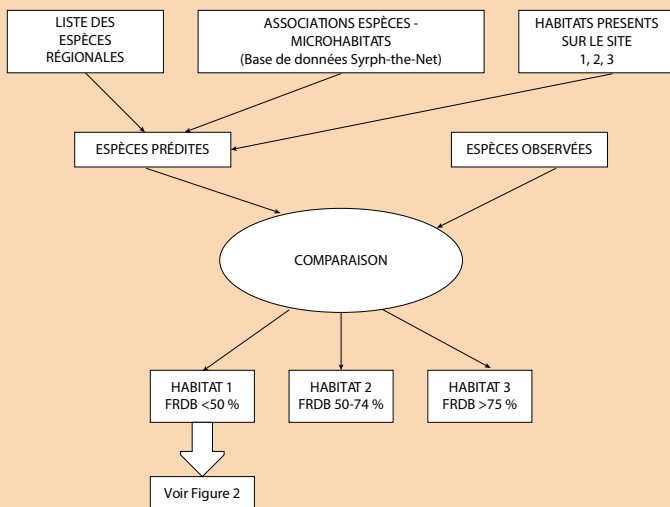 LISTE DES
ESPÈCES
RÉGIONALES
ASSOCIATIONS ESPÈCES -
MICROHABITATS
(Base de données Syrph-the-Net)
HABITATS PRESENTS
SUR LE SITE
1, 2, 3
ESPÈCES PRÉDITES
ESPÈCES OBSERVÉES
COMPARAISON
HABITAT 1
FRDB <50 %
HABITAT 2
FRDB 50-74 %
HABITAT 3
FRDB >75 %
Voir Figure 2